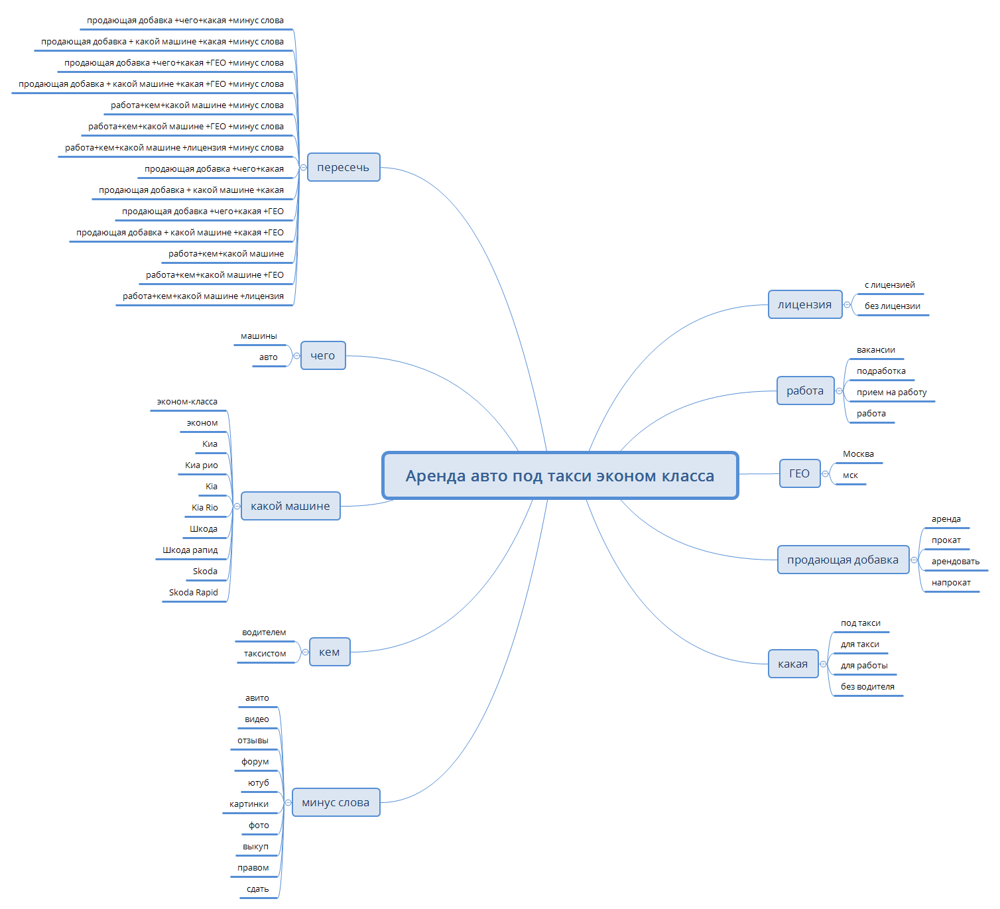 Аренда авто под такси эконом класса
лицензия
с лицензией
без лицензии
работа
вакансии
подработка
прием на работу
работа
ГЕО
Москва
мск
продающая добавка
аренда
прокат
арендовать
напрокат
какая
под такси
для такси
для работы
без водителя
пересечь
продающая добавка +чего+какая +минус слова
продающая добавка + какой машине +какая +минус слова
продающая добавка +чего+какая +ГЕО +минус слова
продающая добавка + какой машине +какая +ГЕО +минус слова
работа+кем+какой машине +минус слова
работа+кем+какой машине +ГЕО +минус слова
работа+кем+какой машине +лицензия +минус слова
продающая добавка +чего+какая
продающая добавка + какой машине +какая
продающая добавка +чего+какая +ГЕО
продающая добавка + какой машине +какая +ГЕО
работа+кем+какой машине
работа+кем+какой машине +ГЕО
работа+кем+какой машине +лицензия
чего
машины
авто
какой машине
эконом-класса
эконом
Киа
Киа рио
Kia
Kia Rio
Шкода
Шкода рапид
Skoda
Skoda Rapid
кем
водителем
таксистом
минус слова
авито
видео
отзывы
форум
ютуб
картинки
фото
выкуп
правом
сдать